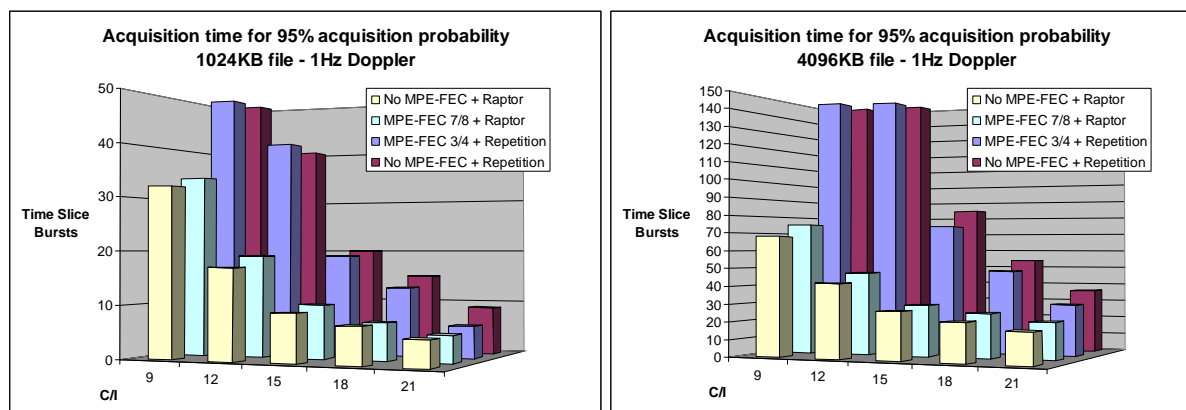 Acquisition time for 95% acquisition probability
1024KB file - 1Hz Doppler
50
40
30
20
10
0
Time Slice
Bursts
No MPE-FEC + Raptor
MPE-FEC 7/8 + Raptor
MPE-FEC 3/4 + Repetition
No MPE-FEC + Repetition
9
12
15
18
21
C/I
Acquisition time for 95% acquisition probability
4096KB file - 1Hz Doppler
150
140
130
120
110
100
90
80
70
60
50
40
30
20
10
0
Time Slice
Bursts
No MPE-FEC + Raptor
MPE-FEC 7/8 + Raptor
MPE-FEC 3/4 + Repetition
No MPE-FEC + Repetition
9
12
15
18
21
C/I